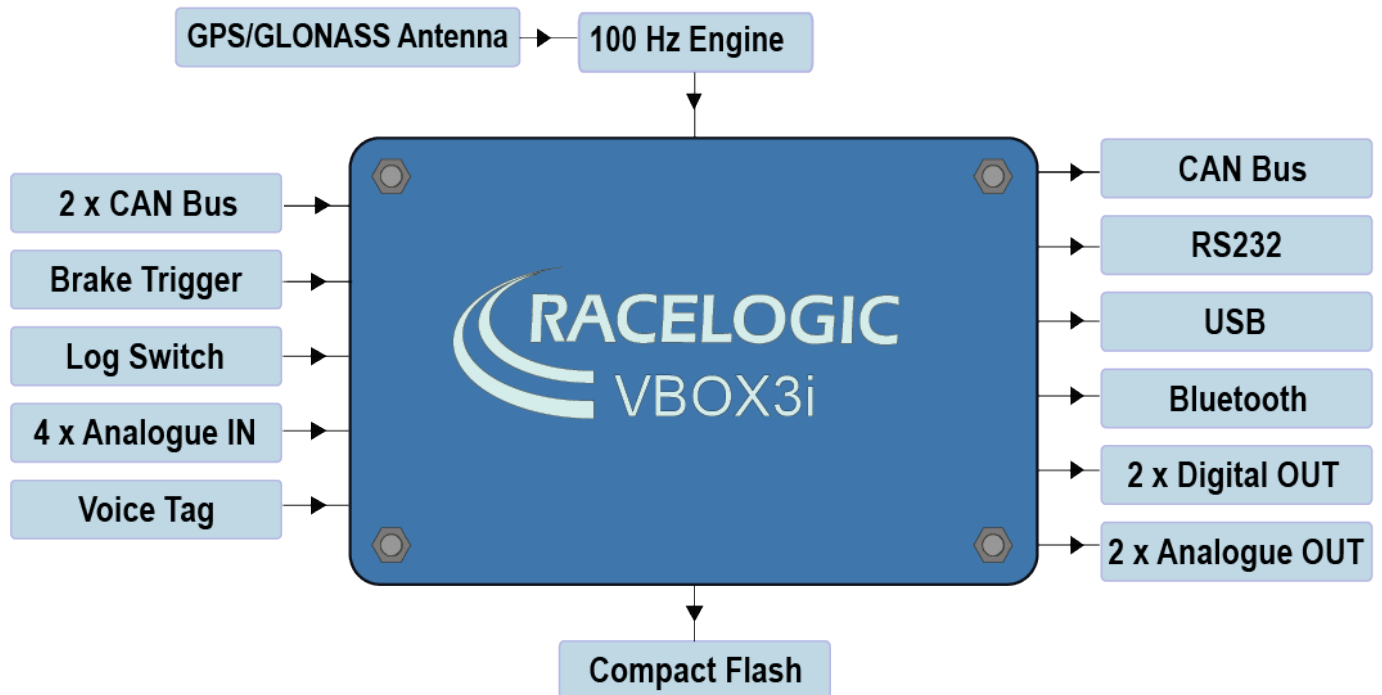 GPS/GLONASS Antenna
100 Hz Engine
2 x CAN Bus
Brake Trigger
Log Switch
4 x Analogue IN
Voice Tag
RACELOGIC
VBOX3i
CAN Bus
RS232
USB
Bluetooth
2 x Digital OUT
2 x Analogue OUT
Compact Flash